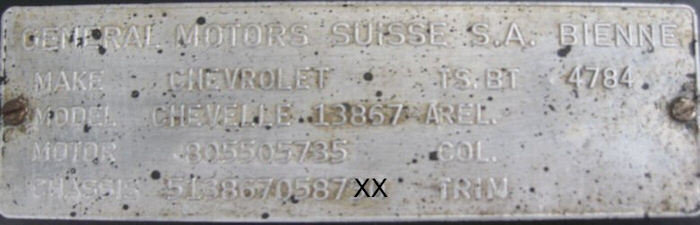 GENERAL MOTORS SUISSE S.A. BIENNE
MAKE CHEVROLET TS.BT 4784
MODEL CHEVELLE 13867 AREL.
MOTOR 805505735 COL.
CHASSIS 5138670587XX TRIM